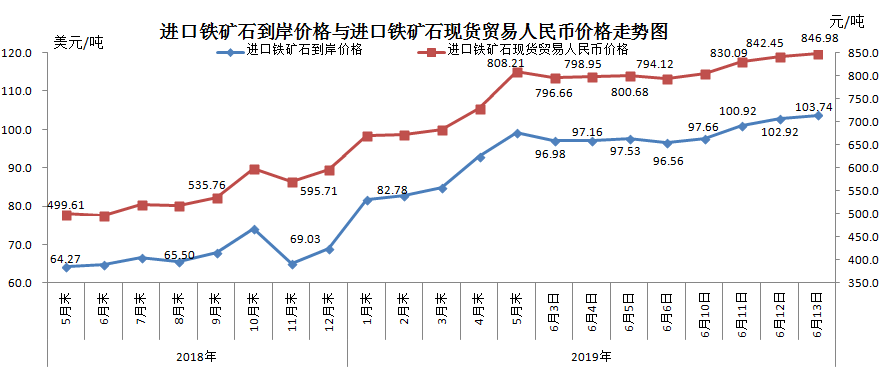 进口铁矿石到岸价格与进口铁矿石现货贸易人民币价格走势图
美元/吨
元/吨
进口铁矿石到岸价格
进口铁矿石现货贸易人民币价格
120.0
110.0
100.0
90.0
80.0
70.0
60.0
850.0
800.0
750.0
700.0
650.0
600.0
550.0
500.0
450.0
400.0
350.0
499.61
535.76
595.71
808.21
796.66
798.95
800.68
794.12
830.09
842.45
846.98
64.27
65.50
69.03
82.78
96.98
97.16
97.53
96.56
97.66
100.92
102.92
103.74
5月末
6月末
7月末
8月末
9月末
10月末
11月末
12月末
1月末
2月末
3月末
4月末
5月末
6月3日
6月4日
6月5日
6月6日
6月10日
6月11日
6月12日
6月13日
2018年
2019年